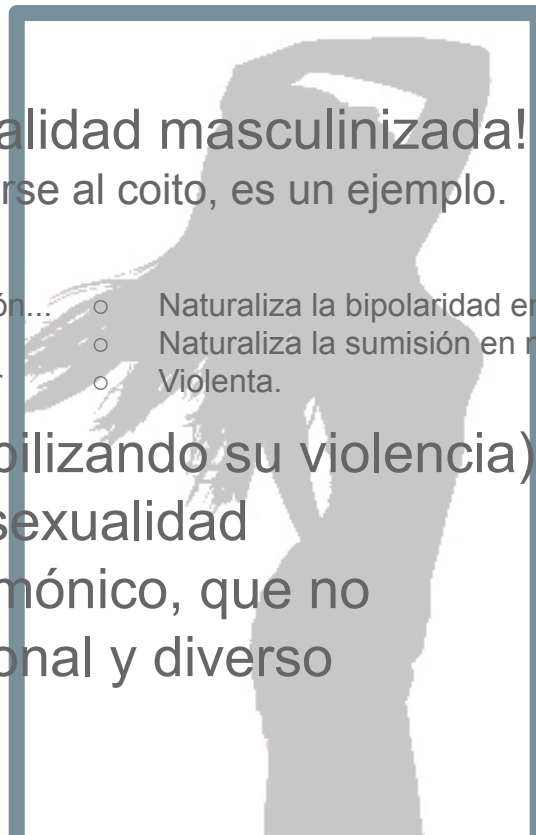 alidad masculinizada!
rse al coito, es un ejemplo.
ón... ○ Naturaliza la bipolaridad en
○ Naturaliza la sumisión en
○ Violenta.
bilizando su violencia)
sexualidad
mónico, que no
onal y diverso